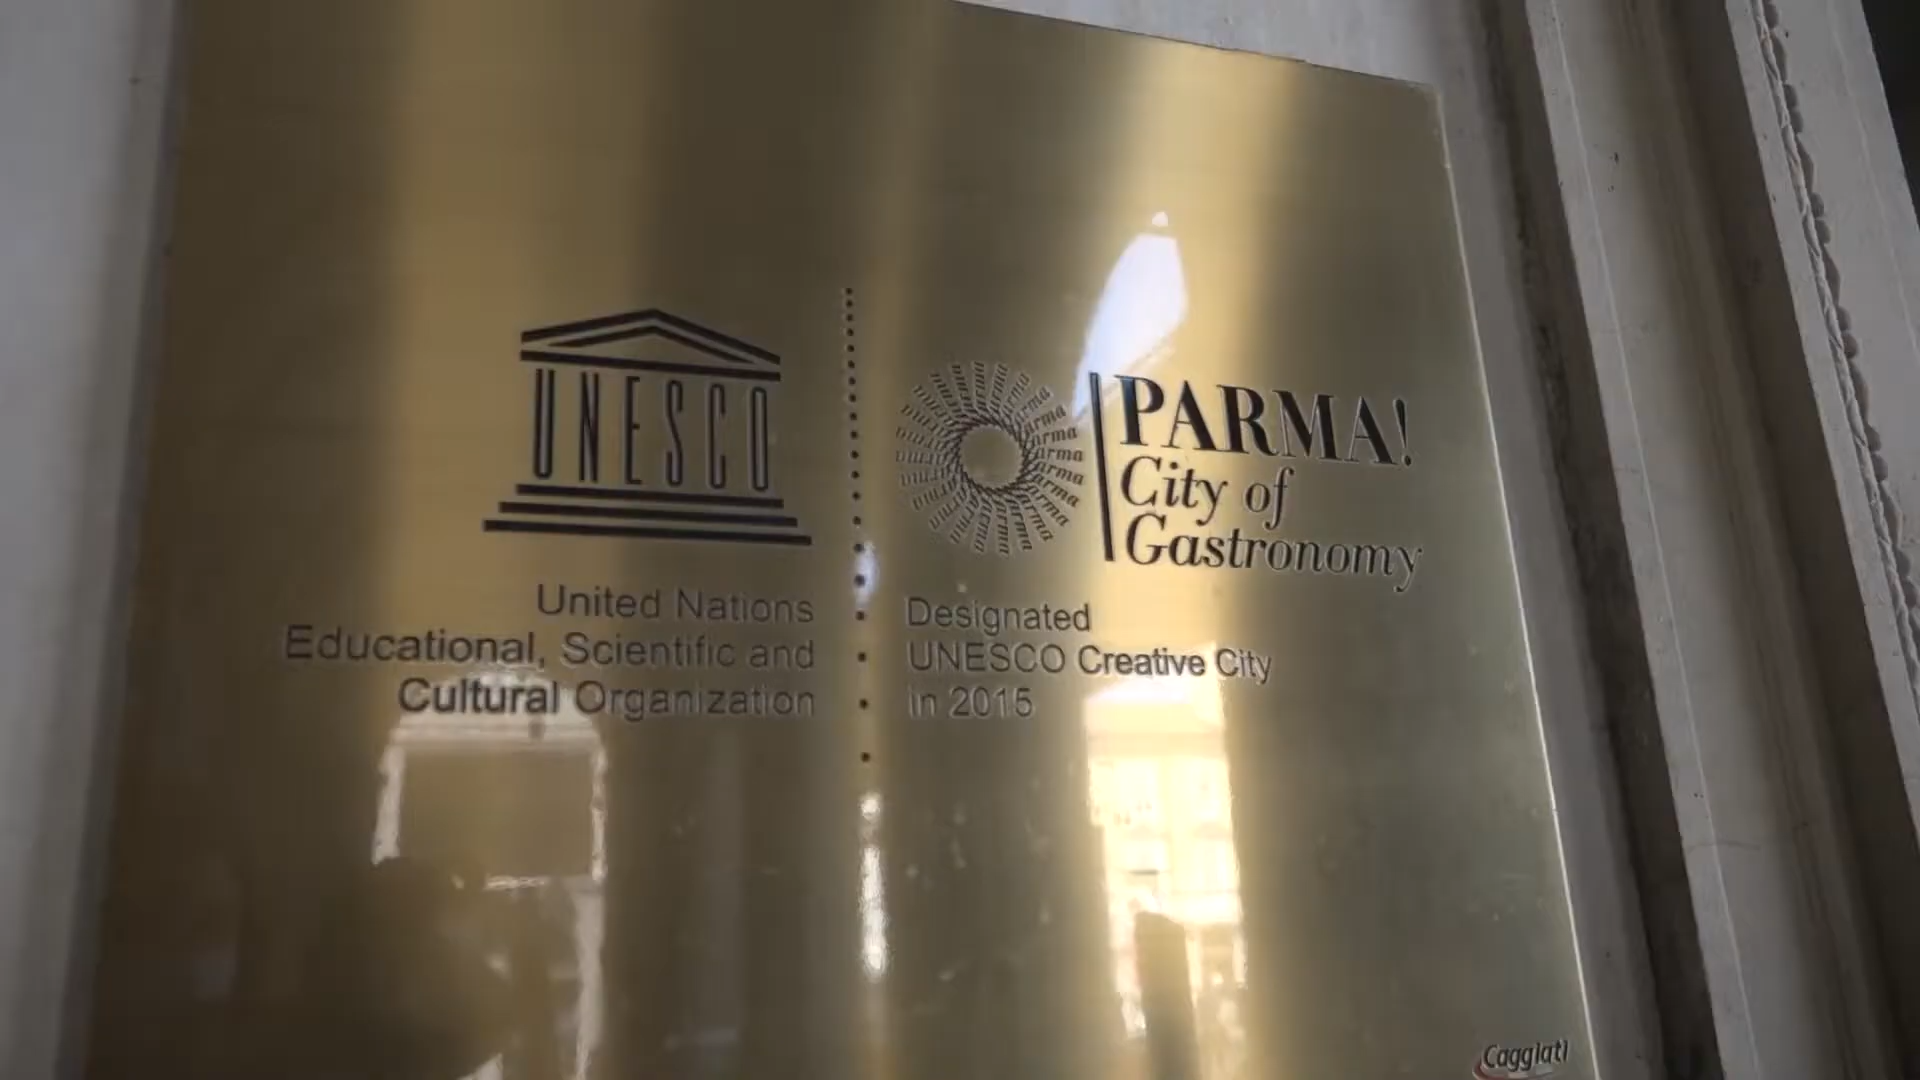 UNESCO
United Nations
Educational, Scientific and
Cultural Organization
PARMA!
City of
Gastronomy
Designated
UNESCO Creative City
in 2015
Caggiati